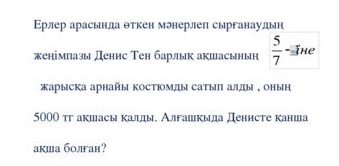 Ерлер арасында өткен мәнерлеп сырғанаудың
жеңімпазы Денис Тен барлық ақшасының 5/7 - іне
жарысқа арнайы костюмды сатып алды , оның
5000 тг ақшасы қалды. Алғашқыда Денисте қанша
ақша болған?